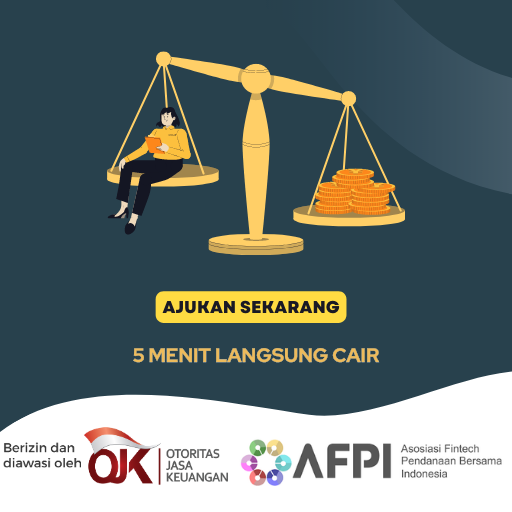 AJUKAN SEKARANG
5 MENIT LANGSUNG CAIR
Berizin dan
diawasi oleh
OJK
OTORITAS
JASA
KEUANGAN
AFPI
Asosiasi Fintech
Pendanaan Bersama
Indonesia